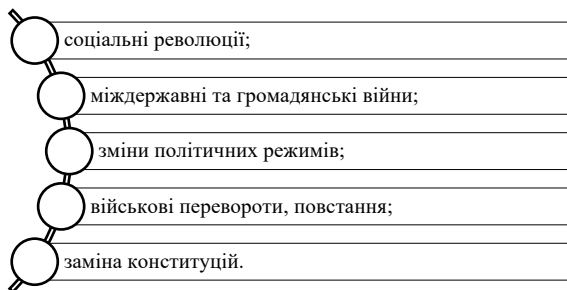 соціальні революції;
міждержавні та громадянські війни;
зміни політичних режимів;
військові перевороти, повстання;
заміна конституцій.